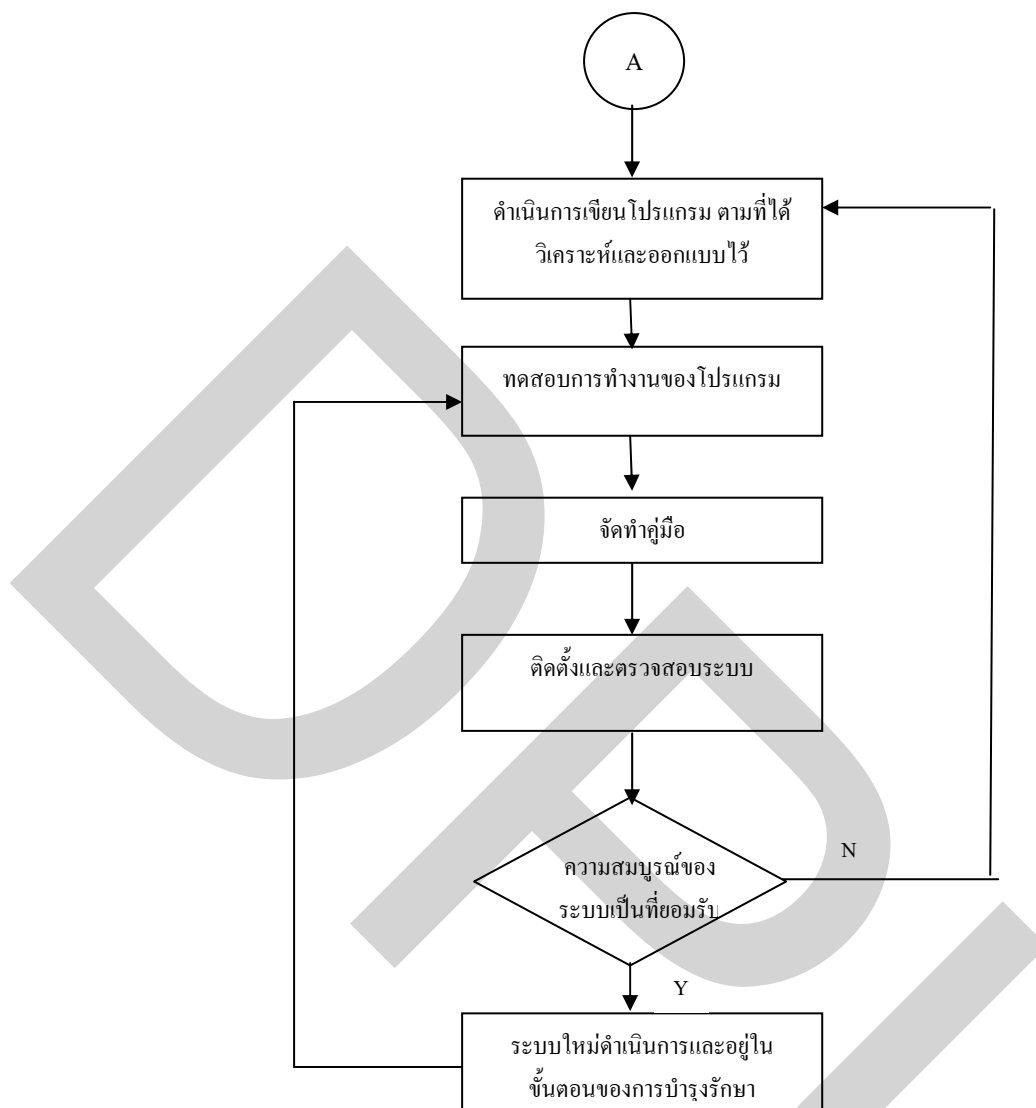 A
ดำเนินการเขียนโปรแกรม ตามที่ได้
วิเคราะห์และออกแบบไว้
ทดสอบการทำงานของโปรแกรม
จัดทำคู่มือ
ติดตั้งและตรวจสอบระบบ
ความสมบูรณ์ของ
ระบบเป็นที่ยอมรับ
N
Y
ระบบใหม่ดำเนินการและอยู่ใน
ขั้นตอนของการบำรุงรักษา